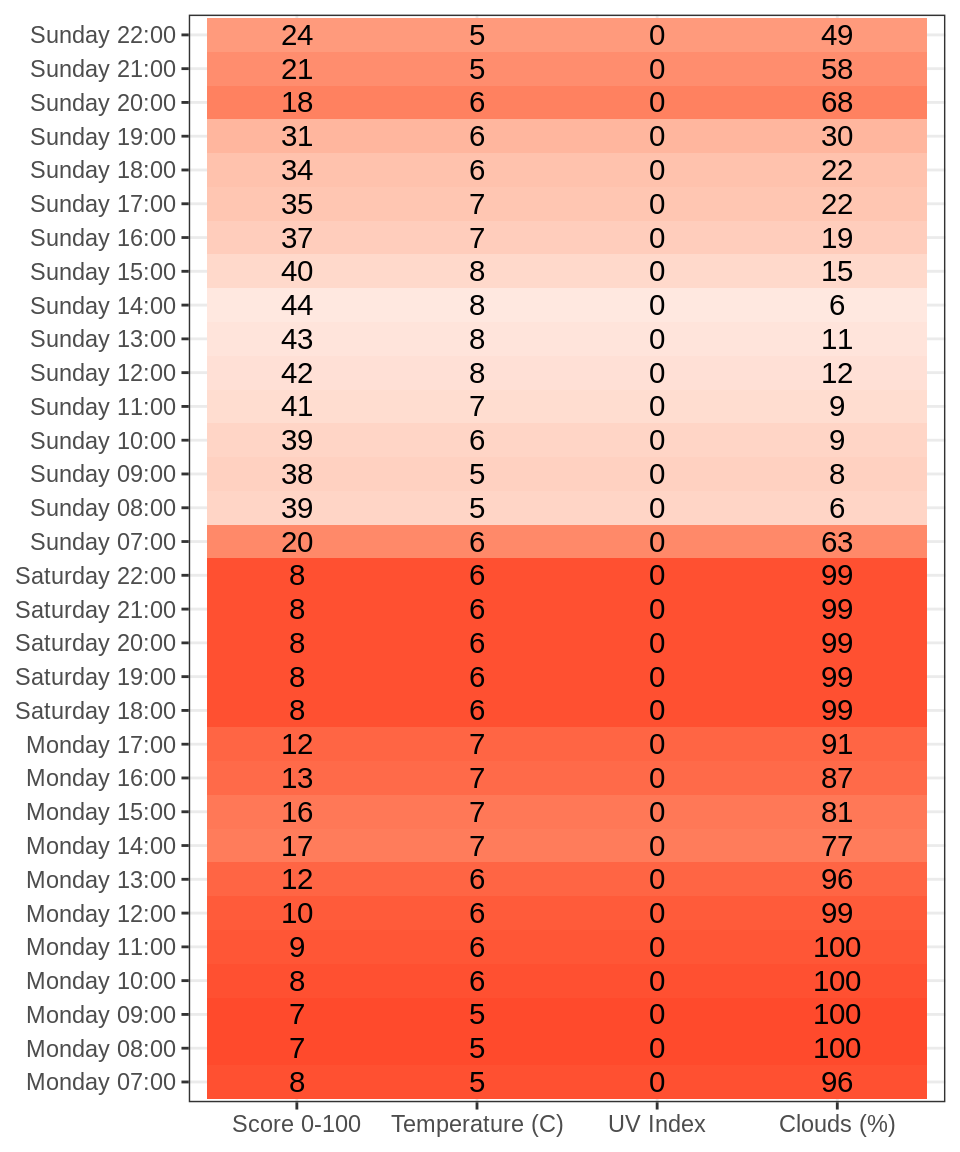 Sunday 22:00 24 5 0 49
Sunday 21:00 21 5 0 58
Sunday 20:00 18 6 0 68
Sunday 19:00 31 6 0 30
Sunday 18:00 34 6 0 22
Sunday 17:00 35 7 0 22
Sunday 16:00 37 7 0 19
Sunday 15:00 40 8 0 15
Sunday 14:00 44 8 0 6
Sunday 13:00 43 8 0 11
Sunday 12:00 42 8 0 12
Sunday 11:00 41 7 0 9
Sunday 10:00 39 6 0 9
Sunday 09:00 38 5 0 8
Sunday 08:00 39 5 0 6
Sunday 07:00 20 6 0 63
Saturday 22:00 8 6 0 99
Saturday 21:00 8 6 0 99
Saturday 20:00 8 6 0 99
Saturday 19:00 8 6 0 99
Saturday 18:00 8 6 0 99
Monday 17:00 12 7 0 91
Monday 16:00 13 7 0 87
Monday 15:00 16 7 0 81
Monday 14:00 17 7 0 77
Monday 13:00 12 6 0 96
Monday 12:00 10 6 0 99
Monday 11:00 9 6 0 100
Monday 10:00 8 6 0 100
Monday 09:00 7 5 0 100
Monday 08:00 7 5 0 100
Monday 07:00 8 5 0 96
Score 0-100 Temperature (C) UV Index Clouds (%)